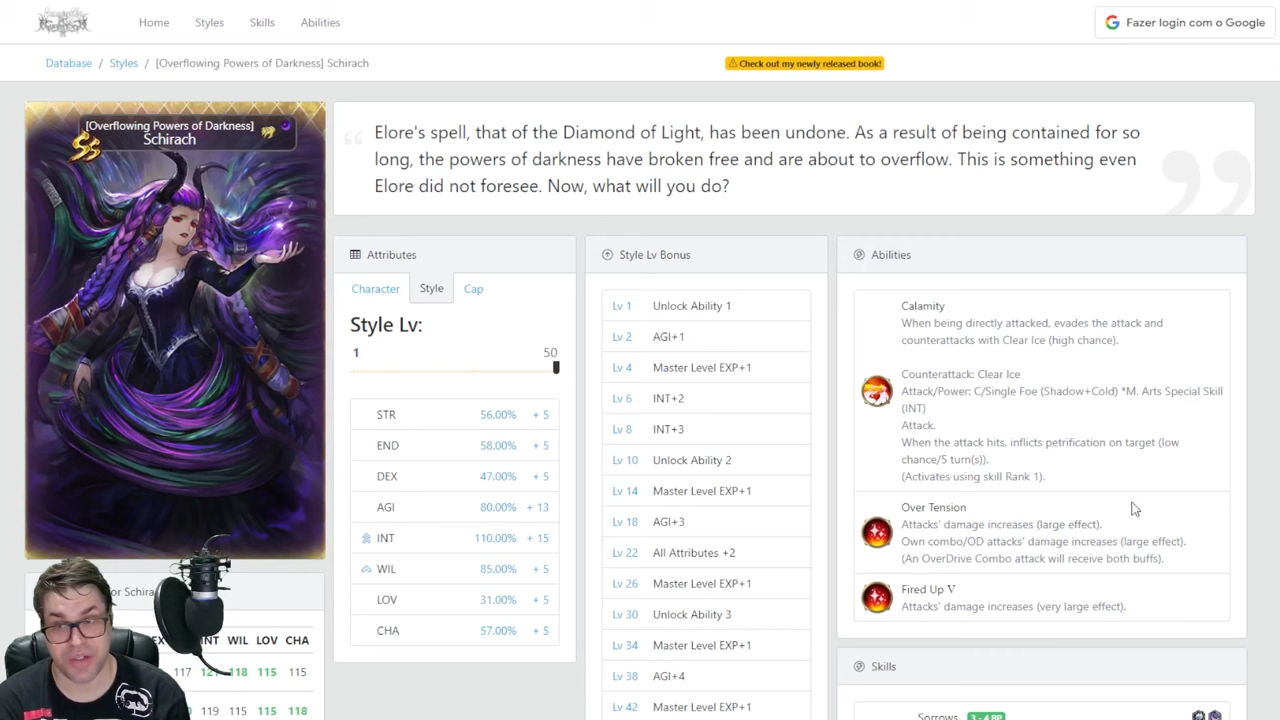 Home Styles Skills Abilities
Fazer login com o Google
Database / Styles / [Overflowing Powers of Darkness] Schirach
Check out my newly released book!
[Overflowing Powers of Darkness]
Schirach
SS
Elore's spell, that of the Diamond of Light, has been undone. As a result of being contained for so
long, the powers of darkness have broken free and are about to overflow. This is something even
Elore did not foresee. Now, what will you do?
Attributes
Character Style Cap
Style Lv:
1 50
STR 56.00% + 5
END 58.00% + 5
DEX 47.00% + 5
AGI 80.00% + 13
INT 110.00% + 15
WIL 85.00% + 5
LOV 31.00% + 5
CHA 57.00% + 5
Style Lv Bonus
Lv 1 Unlock Ability 1
Lv 2 AGI+1
Lv 4 Master Level EXP+1
Lv 6 INT+2
Lv 8 INT+3
Lv 10 Unlock Ability 2
Lv 14 Master Level EXP+1
Lv 18 AGI+3
Lv 22 All Attributes +2
Lv 26 Master Level EXP+1
Lv 30 Unlock Ability 3
Lv 34 Master Level EXP+1
Lv 38 AGI+4
Lv 42 Master Level EXP+1
Abilities
Calamity
When being directly attacked, evades the attack and
counterattacks with Clear Ice (high chance).
Counterattack: Clear Ice
Attack/Power: C/Single Foe (Shadow+Cold) *M. Arts Special Skill
(INT)
Attack.
When the attack hits, inflicts petrification on target (low
chance/5 turn(s)).
(Activates using skill Rank 1).
Over Tension
Attacks' damage increases (large effect).
Own combo/OD attacks' damage increases (large effect).
(An OverDrive Combo attack will receive both buffs).
Fired Up V
Attacks' damage increases (very large effect).
Skills
Sorrows 3 - 4 BP
or Schira
INT WIL LOV CHA
117 118 115 115
119 115 115 118